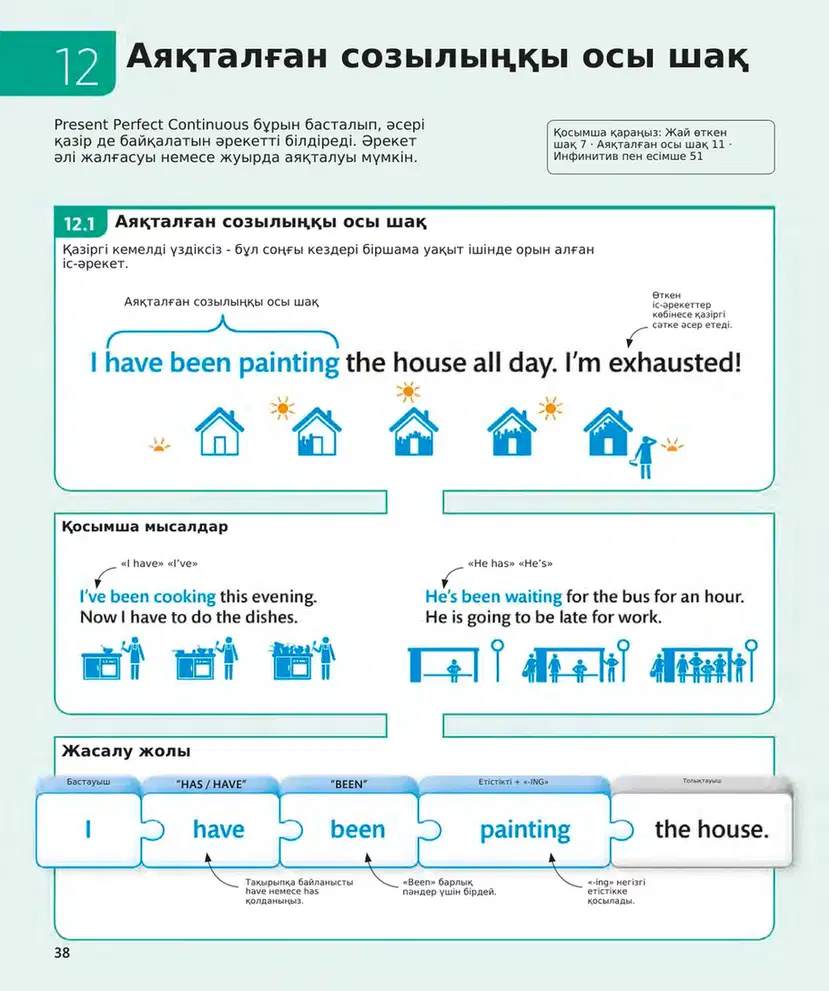 12
Аяқталған созылыңқы осы шақ
Present Perfect Continuous бұрын басталып, әсері
қазір де байқалатын әрекетті білдіреді. Әрекет
әлі жалғасуы немесе жуырда аяқталуы мүмкін.
Қосымша қараңыз: Жай өткен
шақ 7 · Аяқталған осы шақ 11 ·
Инфинитив пен есімше 51
12.1 Аяқталған созылыңқы осы шақ
Қазіргі кемелді үздіксіз - бұл соңғы кездері біршама уақыт ішінде орын алған
іс-әрекет.
Аяқталған созылыңқы осы шақ
Өткен
іс-әрекеттер
көбінесе қазіргі
сәтке әсер етеді.
I have been painting the house all day. I'm exhausted!
Қосымша мысалдар
«I have» «I've»
I've been cooking this evening.
Now I have to do the dishes.
«He has» «He's»
He's been waiting for the bus for an hour.
He is going to be late for work.
Жасалу жолы
Бастауыш "HAS / HAVE" "BEEN" Етістікті + «-ING» Толықтауыш
I have been painting the house.
Тақырыпқа байланысты
have немесе has
қолданыңыз.
«Been» барлық
пәндер үшін бірдей.
«-ing» негізгі
етістікке
қосылады.
38